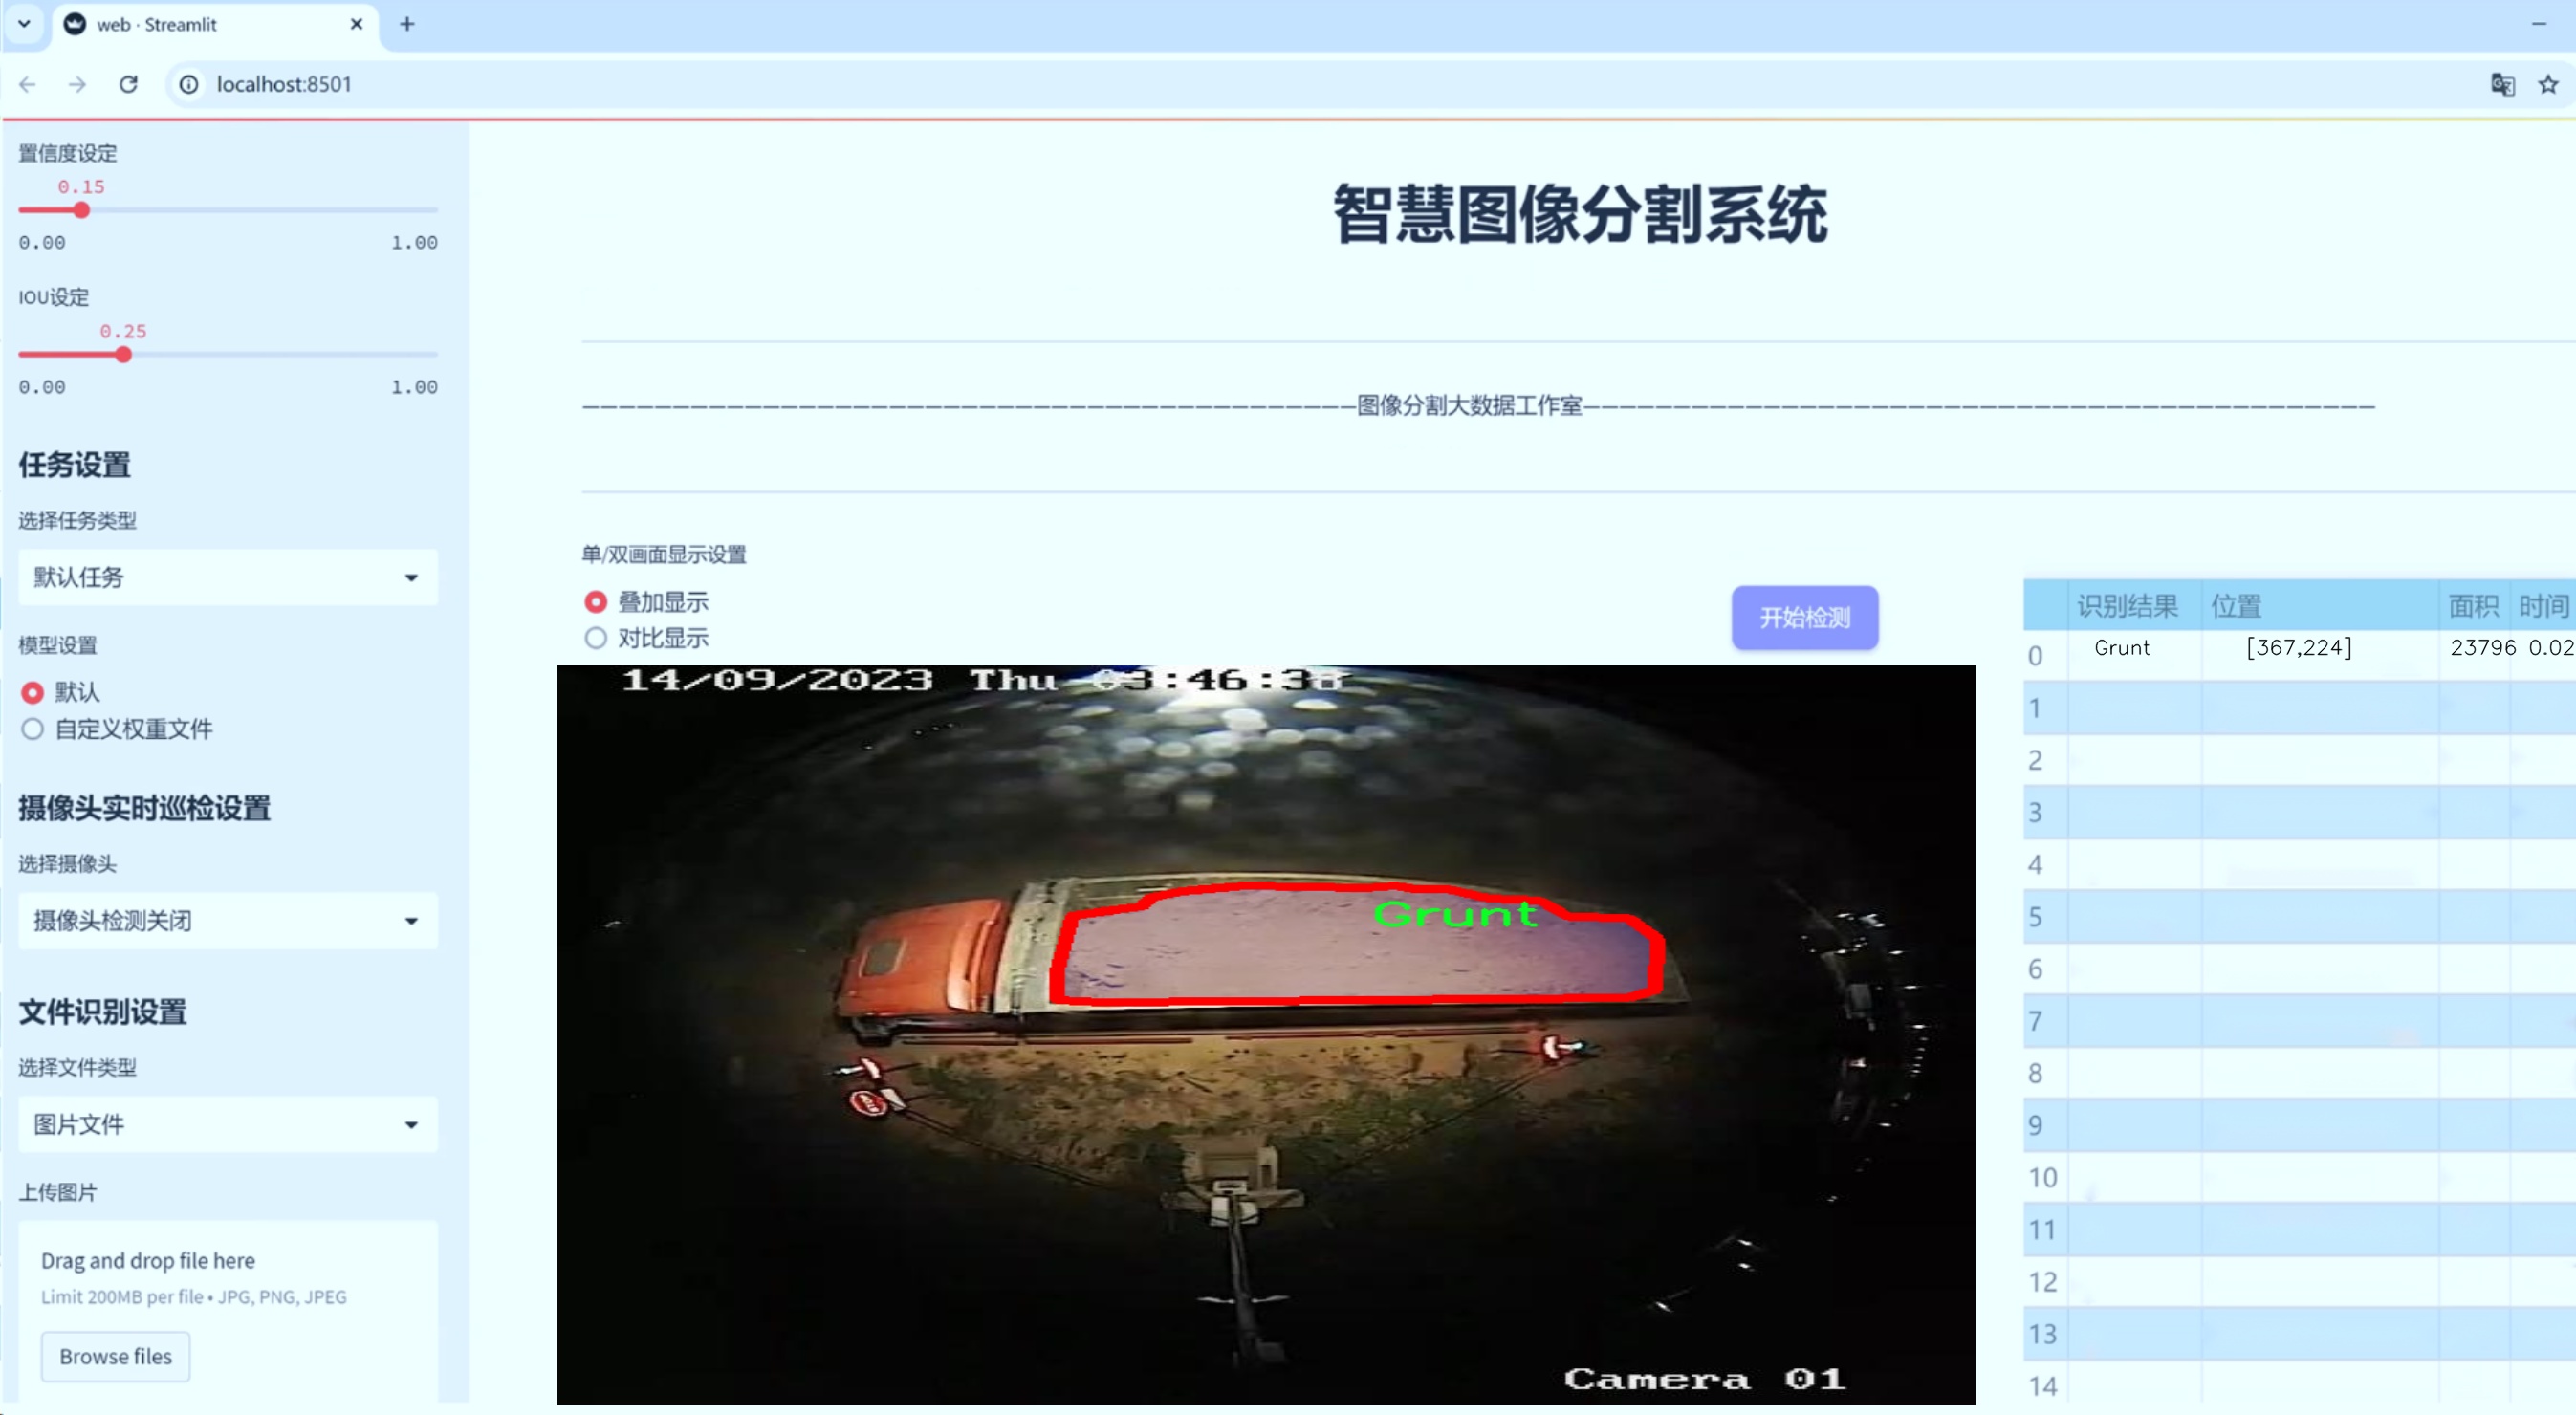 web · Streamlit
localhost:8501
置信度设定
0.15
0.00 1.00
IOU设定
0.25
0.00 1.00
任务设置
选择任务类型
默认任务
模型设置
默认
自定义权重文件
摄像头实时巡检设置
选择摄像头
摄像头检测关闭
文件识别设置
选择文件类型
图片文件
上传图片
Drag and drop file here
Limit 200MB per file • JPG, PNG, JPEG
Browse files
智慧图像分割系统
图像分割大数据工作室
单/双画面显示设置
叠加显示
对比显示
开始检测
14/09/2023 Thu 03:46:38
Grunt
STOP
Camera 01
识别结果 位置 面积 时间
0 Grunt [367,224] 23796 0.02
1
2
3
4
5
6
7
8
9
10
11
12
13
14